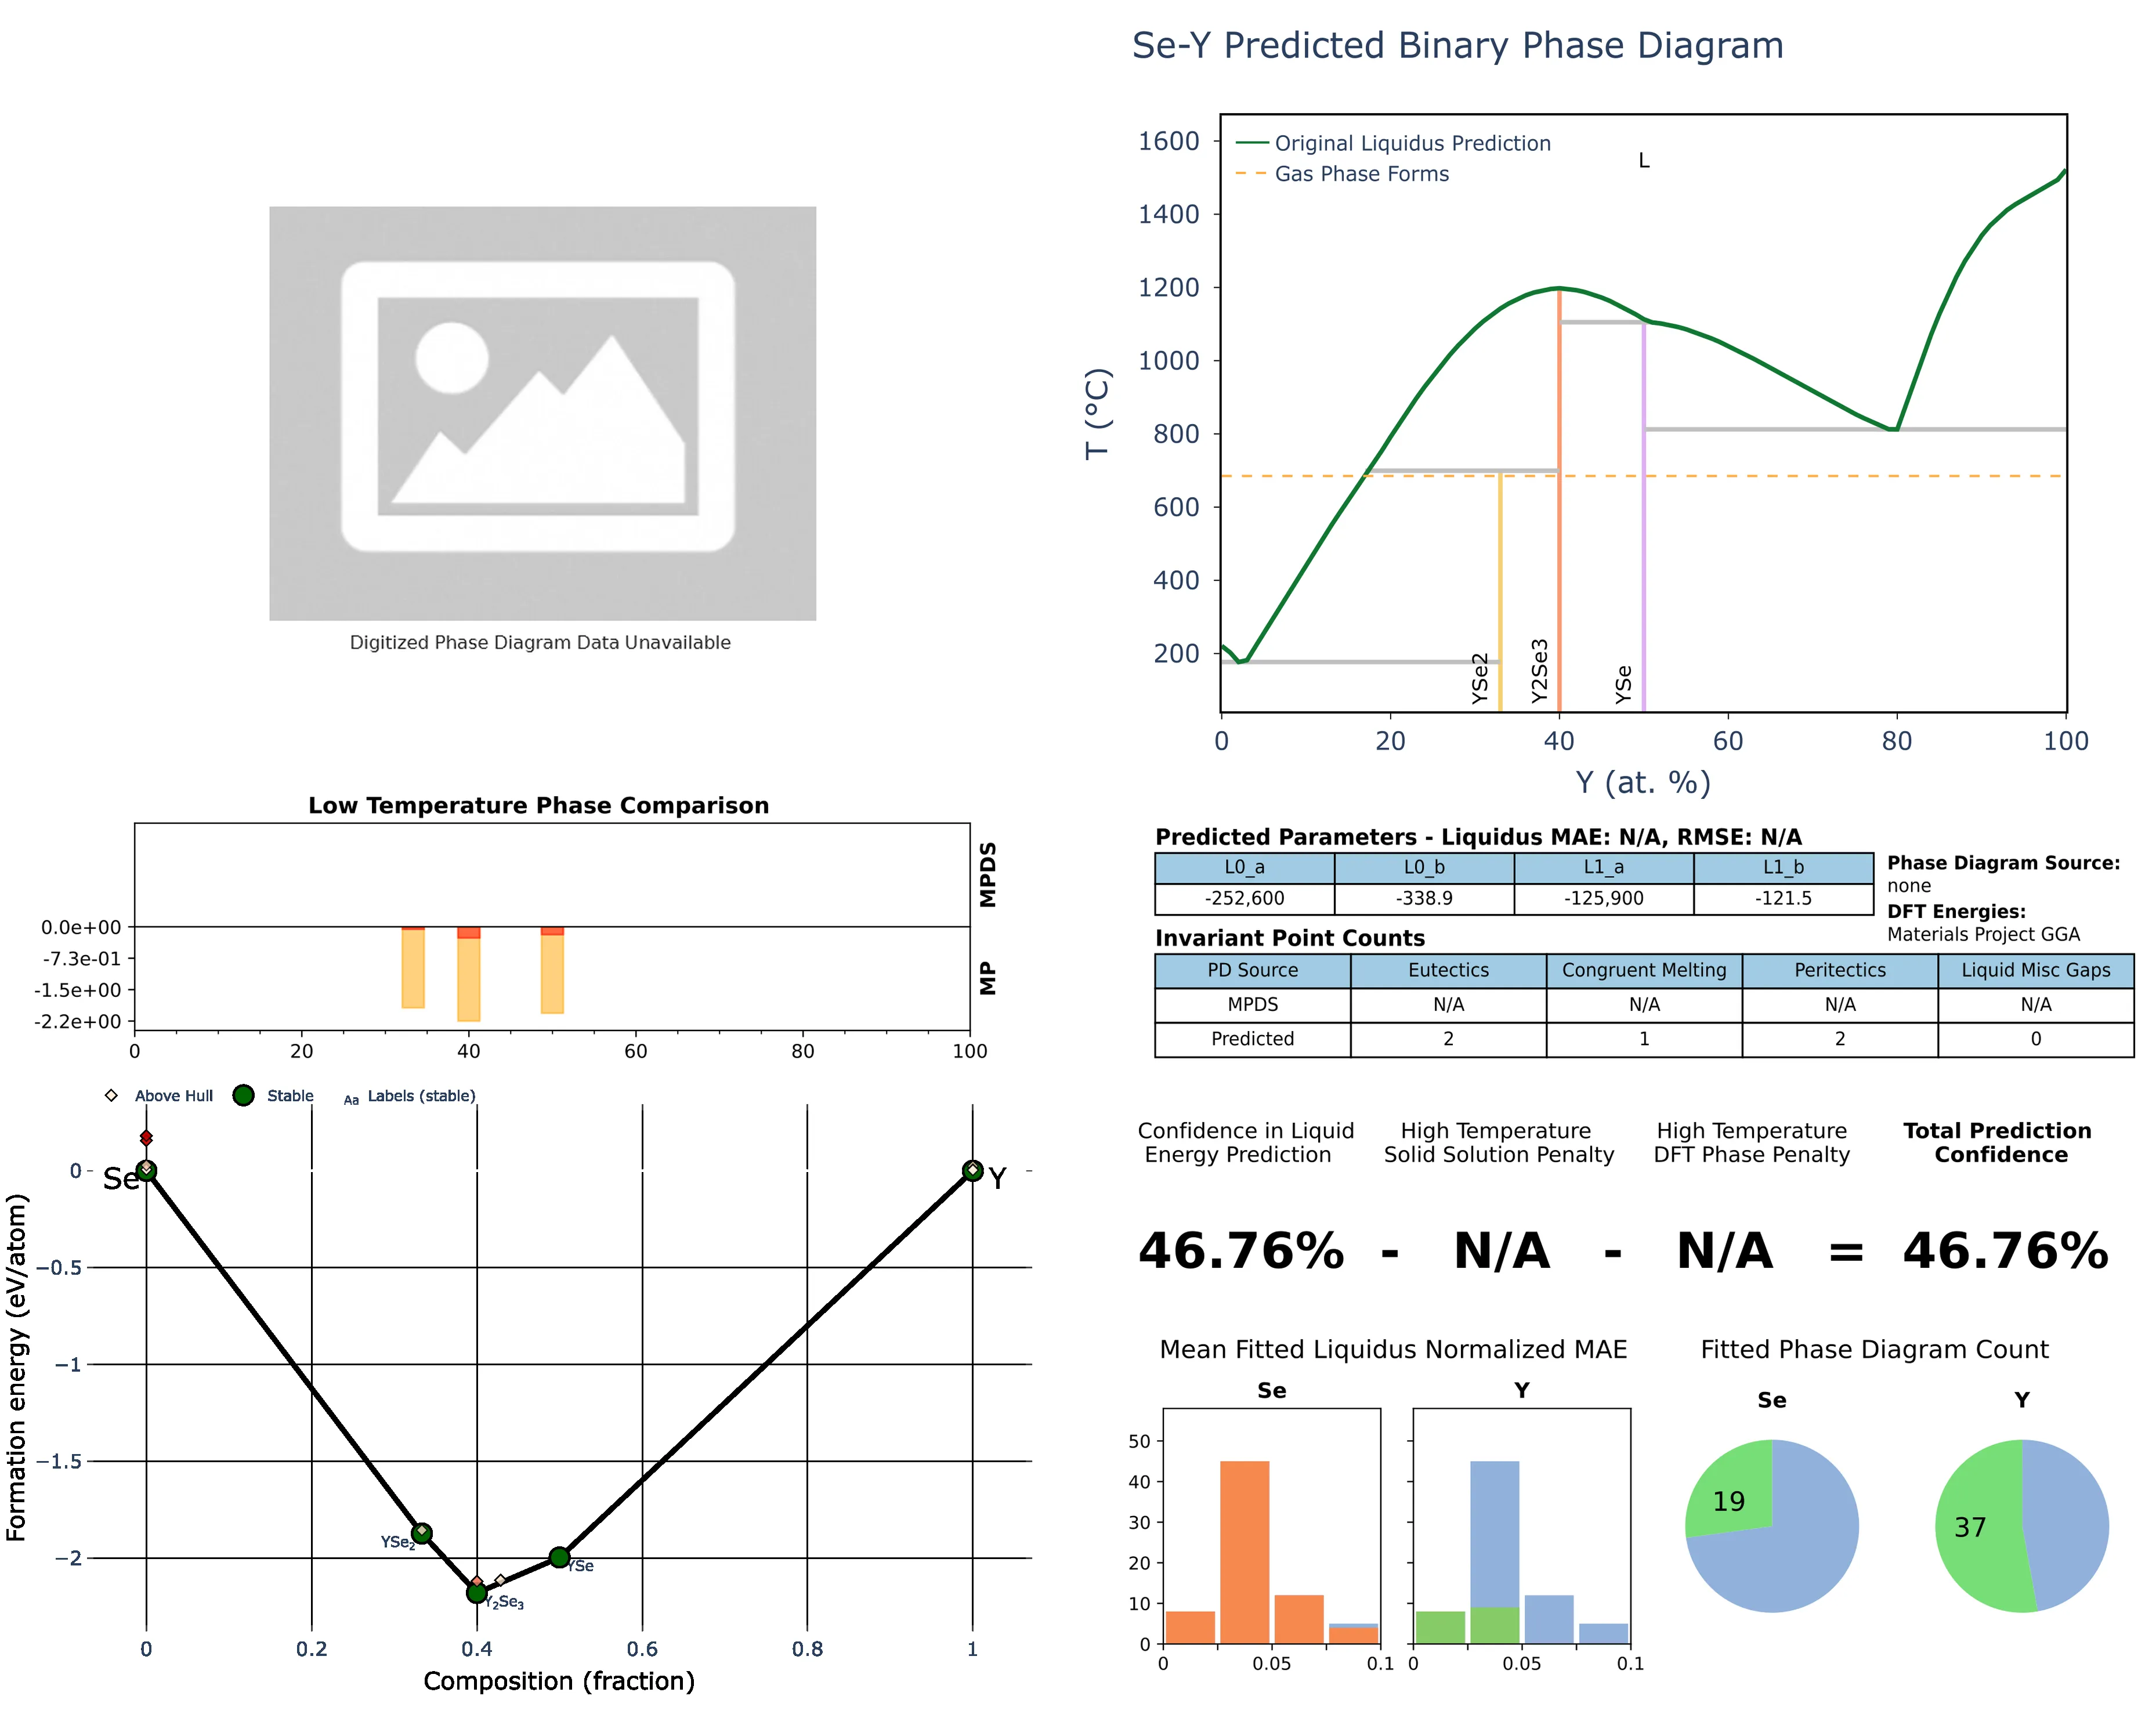 Se-Y Predicted Binary Phase Diagram
Digitized Phase Diagram Data Unavailable
1600
1400
1200
1000
800
600
400
200
T (°C)
Original Liquidus Prediction
Gas Phase Forms
L
YSe2
Y2Se3
YSe
0 20 40 60 80 100
Y (at. %)
Low Temperature Phase Comparison
0.0e+00
-7.3e-01
-1.5e+00
-2.2e+00
MPDS
MP
0 20 40 60 80 100
Predicted Parameters - Liquidus MAE: N/A, RMSE: N/A
L0_a L0_b L1_a L1_b
-252,600 -338.9 -125,900 -121.5
Phase Diagram Source:
none
DFT Energies:
Materials Project GGA
Invariant Point Counts
PD Source Eutectics Congruent Melting Peritectics Liquid Misc Gaps
MPDS N/A N/A N/A N/A
Predicted 2 1 2 0
Above Hull Stable Aa Labels (stable)
Se
Y
0
−0.5
−1
−1.5
−2
Formation energy (eV/atom)
YSe2
Y2Se3
YSe
0 0.2 0.4 0.6 0.8 1
Composition (fraction)
Confidence in Liquid
Energy Prediction
High Temperature
Solid Solution Penalty
High Temperature
DFT Phase Penalty
Total Prediction
Confidence
46.76% - N/A - N/A = 46.76%
Mean Fitted Liquidus Normalized MAE
Se
Y
50
40
30
20
10
0
0 0.05 0.1
0 0.05 0.1
Fitted Phase Diagram Count
Se
Y
19
37